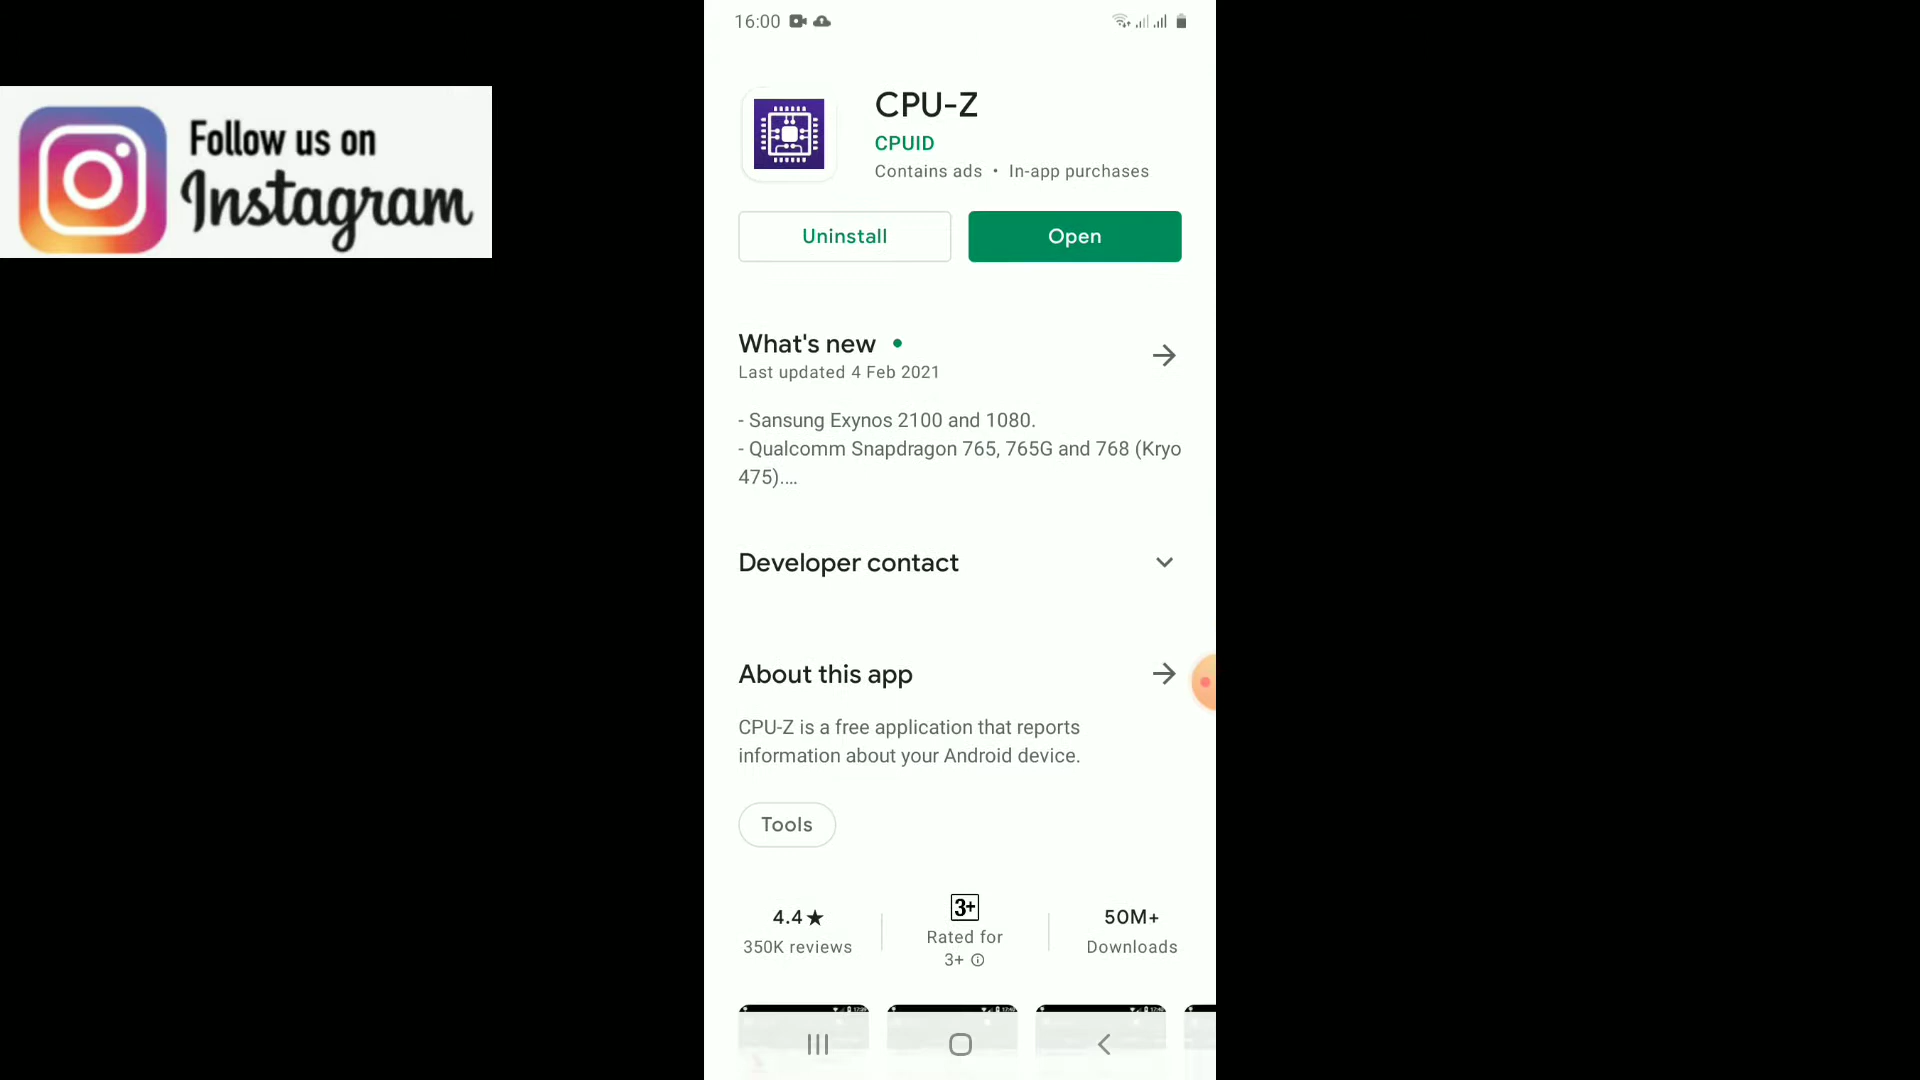 16:00
Follow us on
Instagram
CPU-Z
CPUID
Contains ads • In-app purchases
Uninstall
Open
What's new
Last updated 4 Feb 2021
- Sansung Exynos 2100 and 1080.
- Qualcomm Snapdragon 765, 765G and 768 (Kryo
475)....
Developer contact
About this app
CPU-Z is a free application that reports
information about your Android device.
Tools
4.4★
350K reviews
3+
Rated for
3+
50M+
Downloads